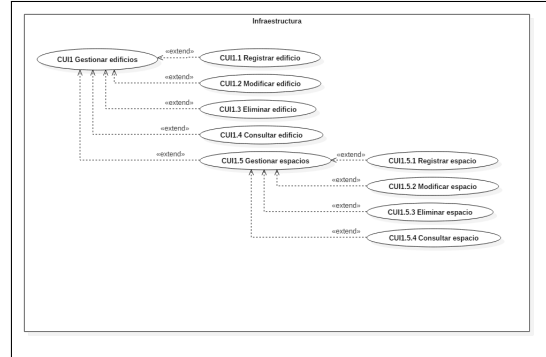 Infraestructura
CUI1 Gestionar edificios
«extend»
CUI1.1 Registrar edificio
«extend»
CUI1.2 Modificar edificio
«extend»
CUI1.3 Eliminar edificio
«extend»
CUI1.4 Consultar edificio
«extend»
CUI1.5 Gestionar espacios
«extend»
CUI1.5.1 Registrar espacio
«extend»
CUI1.5.2 Modificar espacio
«extend»
CUI1.5.3 Eliminar espacio
«extend»
CUI1.5.4 Consultar espacio